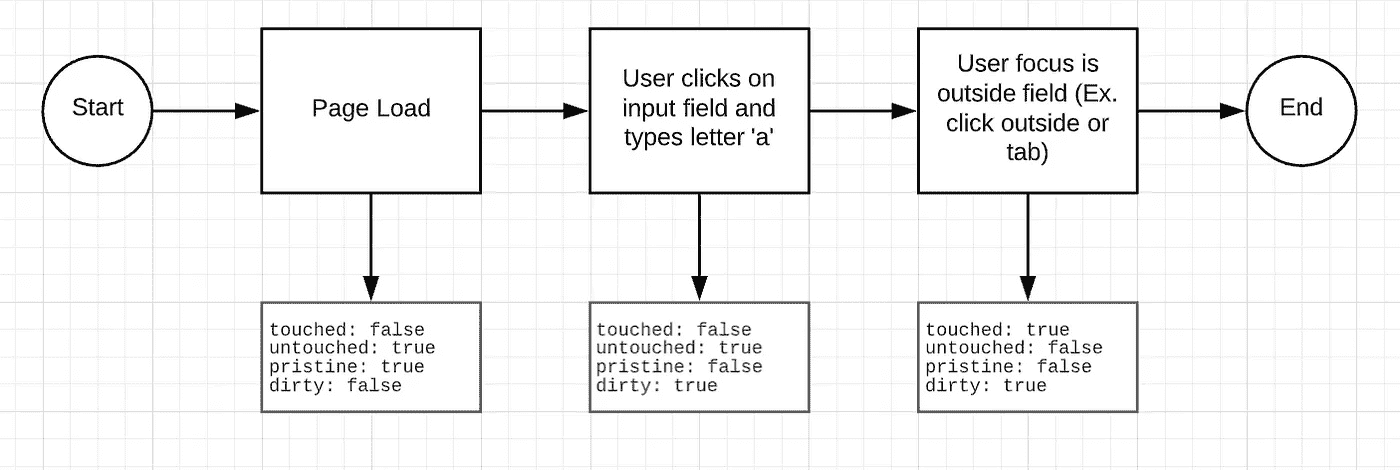 Start
Page Load
User clicks on
input field and
types letter 'a'
User focus is
outside field (Ex.
click outside or
tab)
End
touched: false
untouched: true
pristine: true
dirty: false
touched: false
untouched: true
pristine: false
dirty: true
touched: true
untouched: false
pristine: false
dirty: true